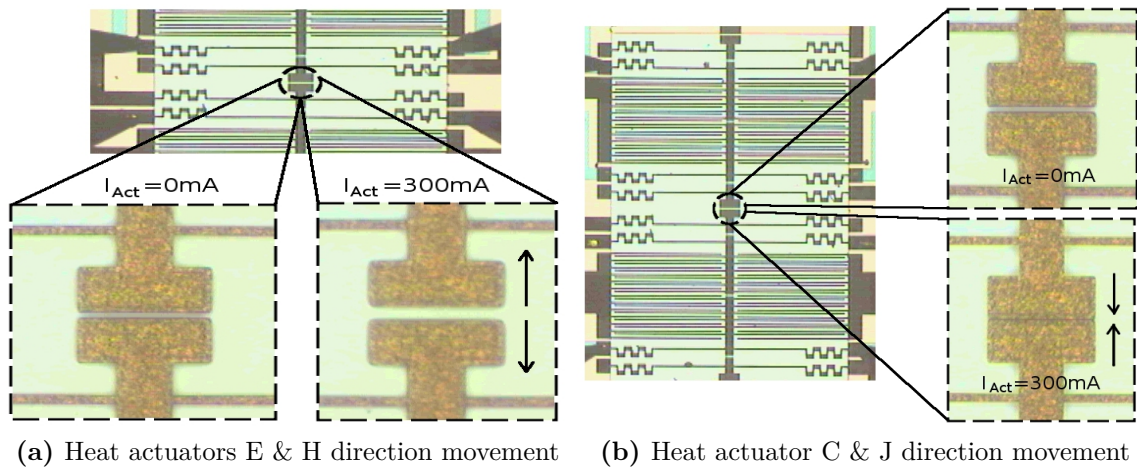 I_Act=0mA
I_Act=300mA
I_Act=0mA
I_Act=300mA
(a) Heat actuators E & H direction movement
(b) Heat actuator C & J direction movement